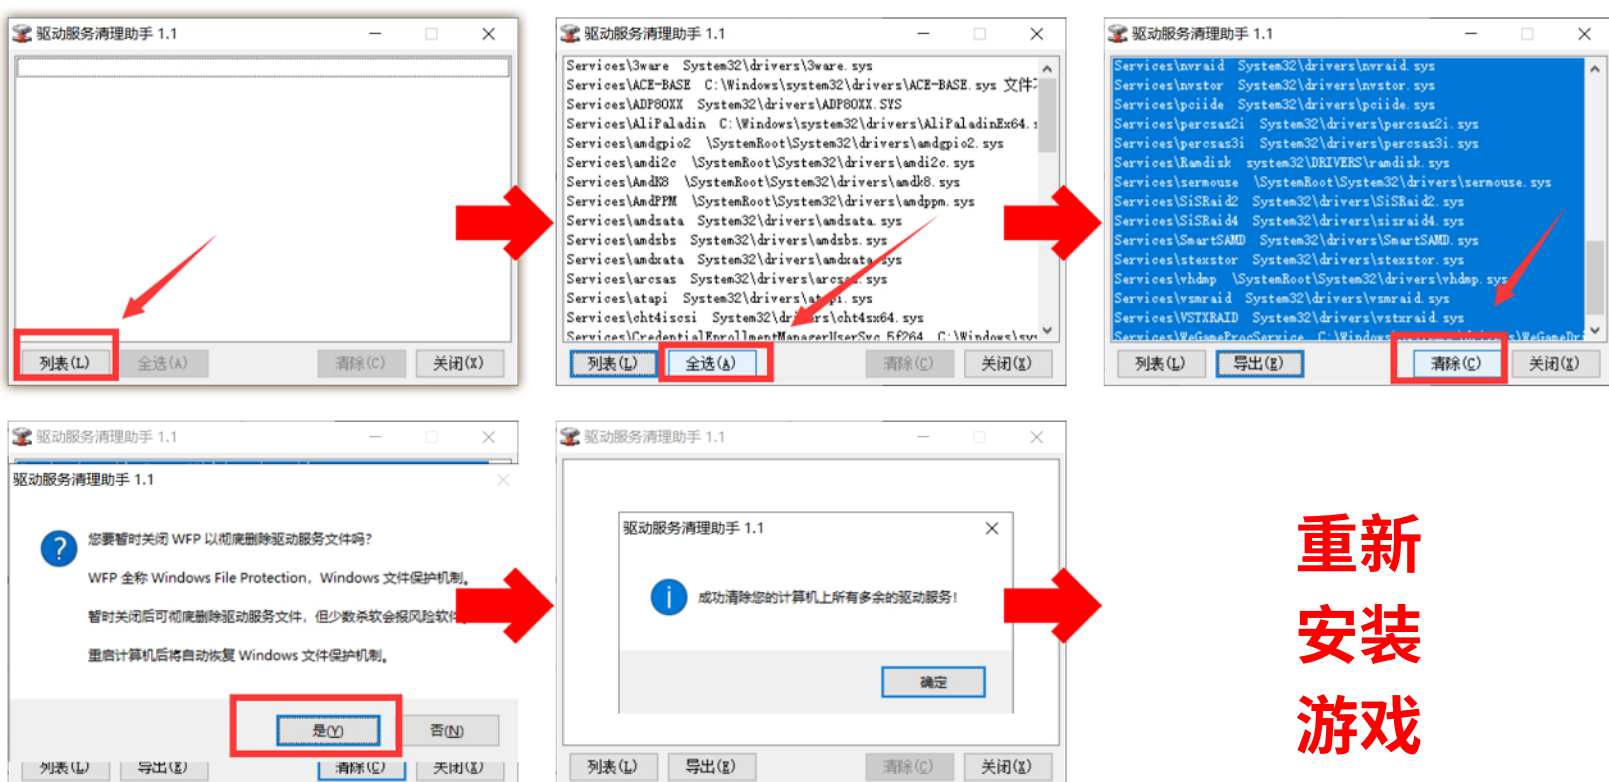 驱动服务清理助手 1.1
列表(L)
全选(A)
清除(C)
关闭(X)
驱动服务清理助手 1.1
Services\3ware System32\drivers\3ware.sys
Services\ACE-BASE C:\Windows\system32\drivers\ACE-BASE.sys 文件
Services\ADP80XX System32\drivers\ADP80XX.SYS
Services\AliPaladin C:\Windows\system32\drivers\AliPaladinEx64.s
Services\amdgpio2 \SystemRoot\System32\drivers\amdgpio2.sys
Services\amdi2c \SystemRoot\System32\drivers\amdi2c.sys
Services\AmdK8 \SystemRoot\System32\drivers\amdk8.sys
Services\AmdPPM \SystemRoot\System32\drivers\amdppm.sys
Services\amdsata System32\drivers\amdsata.sys
Services\amdsbs System32\drivers\amdsbs.sys
Services\amdxata System32\drivers\amdxata.sys
Services\arcsas System32\drivers\arcsas.sys
Services\atapi System32\drivers\atapi.sys
Services\cht4iscsi System32\drivers\cht4sx64.sys
Services\CredentialEnrollmentManagerUserSvc_5f264 C:\Windows\sys
列表(L)
全选(A)
清除(C)
关闭(X)
驱动服务清理助手 1.1
Services\nvraid System32\drivers\nvraid.sys
Services\nvstor System32\drivers\nvstor.sys
Services\pciide System32\drivers\pciide.sys
Services\percsas2i System32\drivers\percsas2i.sys
Services\percsas3i System32\drivers\percsas3i.sys
Services\Ramdisk system32\DRIVERS\ramdisk.sys
Services\sermouse \SystemRoot\System32\drivers\sermouse.sys
Services\SiSRaid2 System32\drivers\SiSRaid2.sys
Services\SiSRaid4 System32\drivers\sisraid4.sys
Services\SmartSAMD System32\drivers\SmartSAMD.sys
Services\stexstor System32\drivers\stexstor.sys
Services\vhdmp \SystemRoot\System32\drivers\vhdmp.sys
Services\vsmraid System32\drivers\vsmraid.sys
Services\VSTXRAID System32\drivers\vstxraid.sys
Services\WeGameProcService C:\Windows
列表(L)
导出(E)
清除(C)
关闭(X)
驱动服务清理助手 1.1
驱动服务清理助手 1.1
您要暂时关闭 WFP 以彻底删除驱动服务文件吗?
WFP 全称 Windows File Protection，Windows 文件保护机制。
暂时关闭后可彻底删除驱动服务文件，但少数杀软会报风险软件。
重启计算机后将自动恢复 Windows 文件保护机制。
是(Y)
否(N)
列表(L)
导出(E)
清除(C)
关闭(X)
驱动服务清理助手 1.1
驱动服务清理助手 1.1
成功清除您的计算机上所有多余的驱动服务!
确定
列表(L)
导出(E)
清除(C)
关闭(X)
重新
安装
游戏